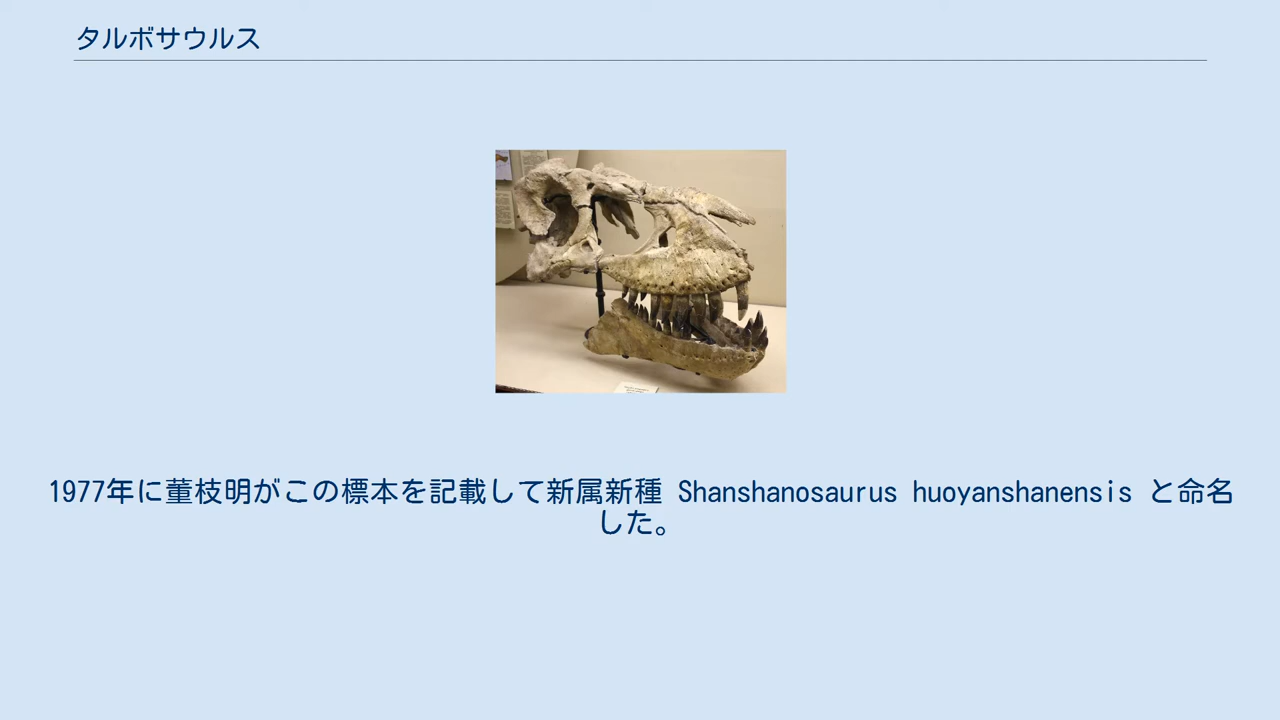 タルボサウルス
1977年に董枝明がこの標本を記載して新属新種 Shanshanosaurus huoyanshanensis と命名
した。